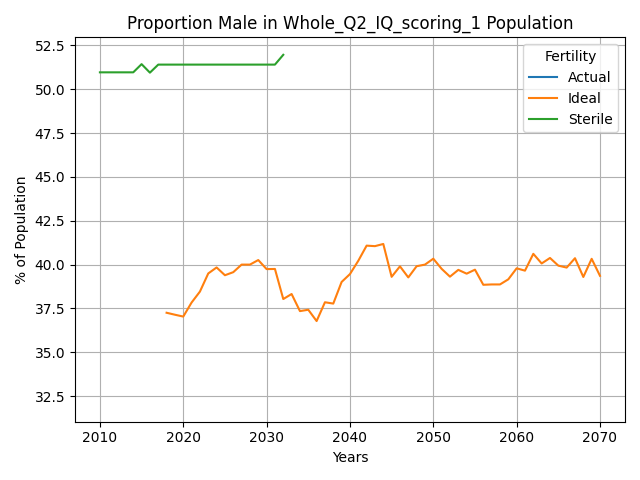 Proportion Male in Whole_Q2_IQ_scoring_1 Population
52.5
50.0
47.5
45.0
42.5
40.0
37.5
35.0
32.5
% of Population
Fertility
Actual
Ideal
Sterile
2010 2020 2030 2040 2050 2060 2070
Years